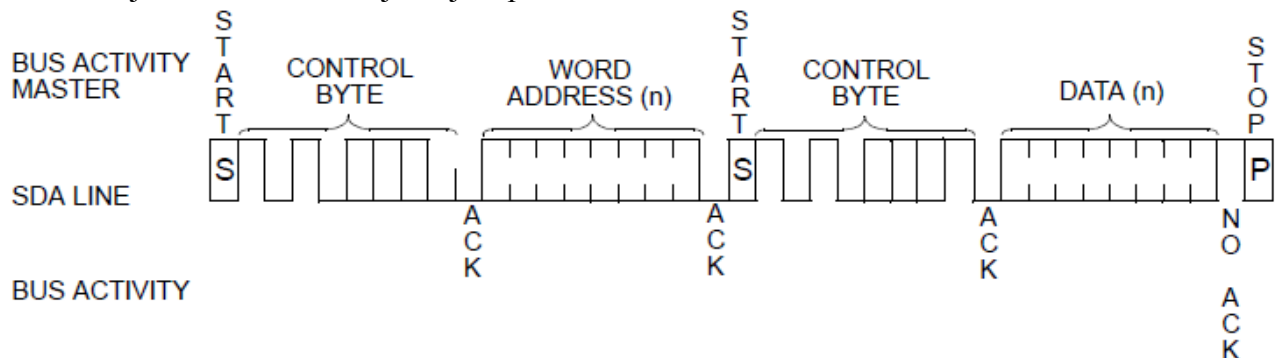 START
START
STOP
BUS ACTIVITY
MASTER
CONTROL
BYTE
WORD
ADDRESS (n)
CONTROL
BYTE
DATA (n)
S
S
P
SDA LINE
ACK
ACK
ACK
NO ACK
BUS ACTIVITY